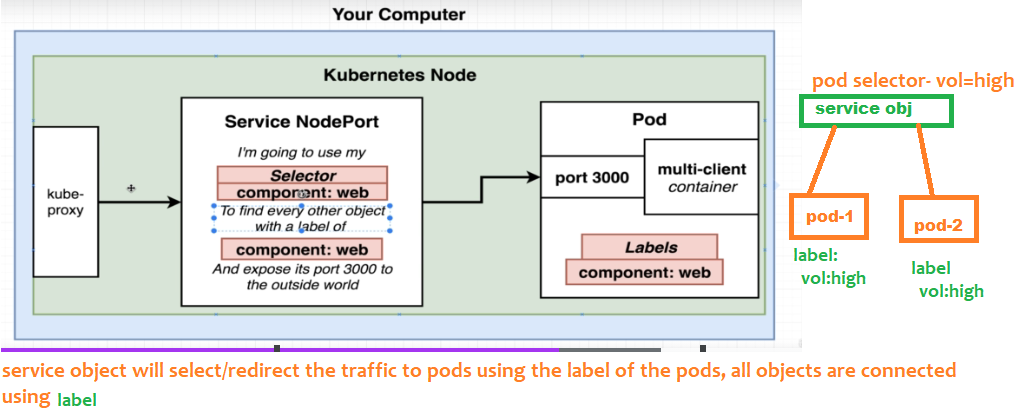 Your Computer
Kubernetes Node
kube-
proxy
Service NodePort
I'm going to use my
Selector
component: web
To find every other object
with a label of
component: web
And expose its port 3000 to
the outside world
Pod
port 3000
multi-client
container
Labels
component: web
pod selector- vol=high
service obj
pod-1
pod-2
label:
vol:high
label
vol:high
service object will select/redirect the traffic to pods using the label of the pods, all objects are connected
using label